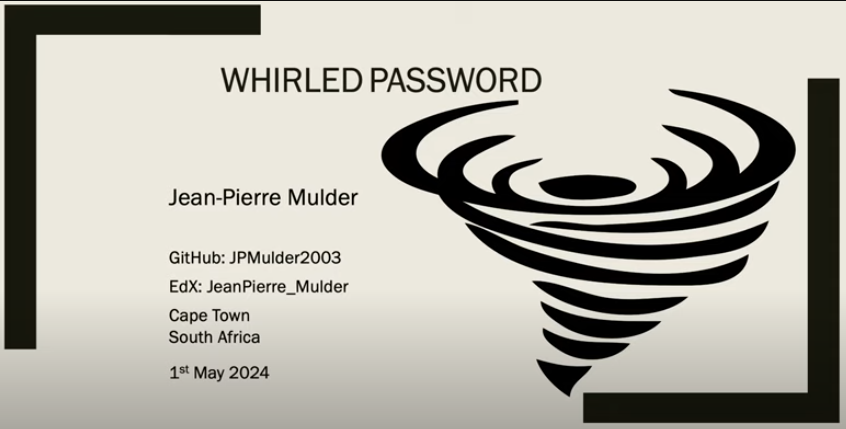 WHIRLED PASSWORD
Jean-Pierre Mulder
GitHub: JPMulder2003
EdX: JeanPierre_Mulder
Cape Town
South Africa
1st May 2024